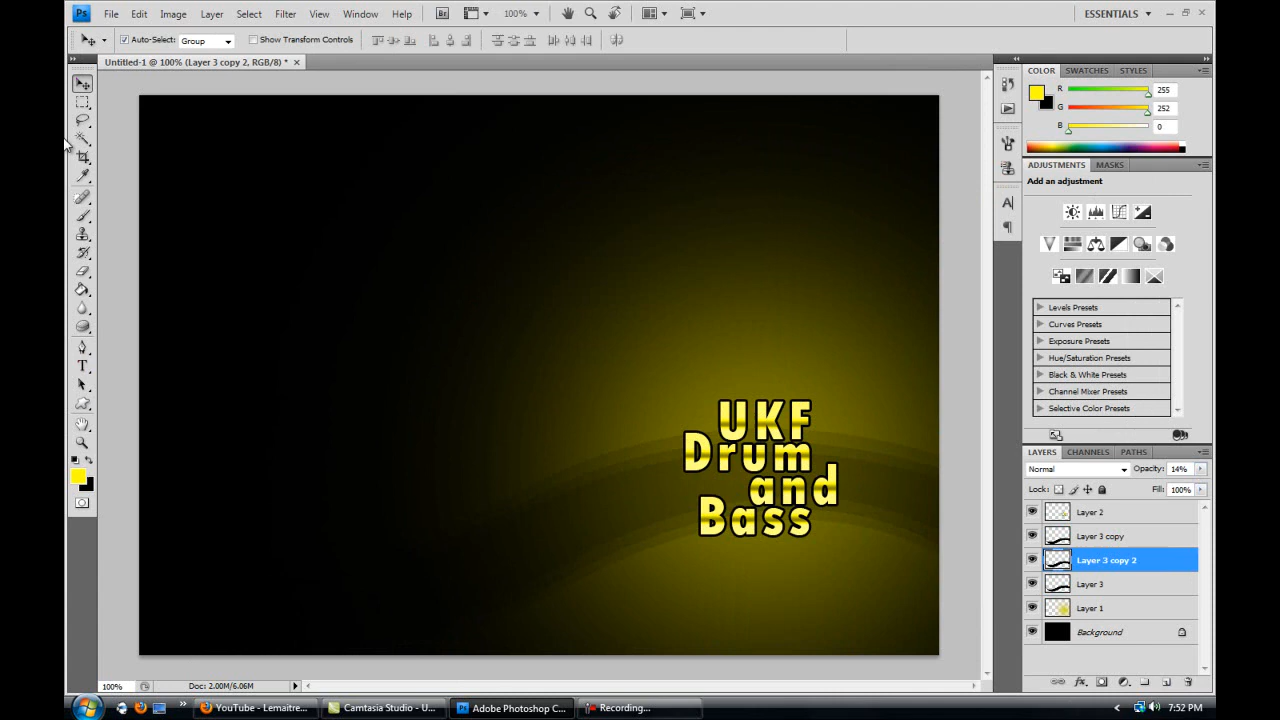 Ps
File Edit Image Layer Select Filter View Window Help
Br
100%
ESSENTIALS
Auto-Select: Group
Show Transform Controls
Untitled-1 @ 100% (Layer 3 copy 2, RGB/8) *
COLOR SWATCHES STYLES
R 255
G 252
B 0
ADJUSTMENTS MASKS
Add an adjustment
Levels Presets
Curves Presets
Exposure Presets
Hue/Saturation Presets
Black & White Presets
Channel Mixer Presets
Selective Color Presets
UKF
Drum
and
Bass
LAYERS CHANNELS PATHS
Normal Opacity: 14%
Lock: Fill: 100%
Layer 2
Layer 3 copy
Layer 3 copy 2
Layer 3
Layer 1
Background
100% Doc: 2.00M/6.06M
YouTube - Lemaitre... Camtasia Studio - U... Adobe Photoshop C... Recording... 7:52 PM